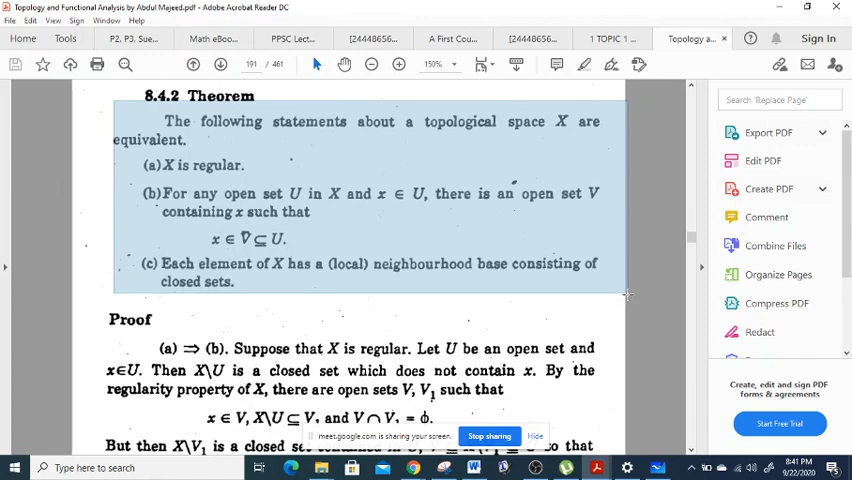 Topology and Functional Analysis by Abdul Majeed.pdf - Adobe Acrobat Reader DC
File Edit View Sign Window Help
Home Tools P2. P3. Sue... Math eBoo... PPSC Lect... [24448656... A First Cou... [24448656... 1 TOPIC 1 ... Topology a... × Sign In
191 / 461 150%
8.4.2 Theorem
The following statements about a topological space X are
equivalent.
(a) X is regular.
(b) For any open set U in X and x ∈ U, there is an open set V
containing x such that
x ∈ V̅ ⊆ U.
(c) Each element of X has a (local) neighbourhood base consisting of
closed sets.
Proof
(a) ⇒ (b). Suppose that X is regular. Let U be an open set and
x∈U. Then X\U is a closed set which does not contain x. By the
regularity property of X, there are open sets V, V₁ such that
x ∈ V, X\U ⊆ V₁ and V ∩ V₁ = ϕ.
But then X\V₁ is a closed set contained in U, V ⊆ X\V₁ ⊆ U so that
meet.google.com is sharing your screen. Stop sharing Hide
Search 'Replace Page'
Export PDF
Edit PDF
Create PDF
Comment
Combine Files
Organize Pages
Compress PDF
Redact
Create, edit and sign PDF
forms & agreements
Start Free Trial
Type here to search
8:41 PM
9/22/2020